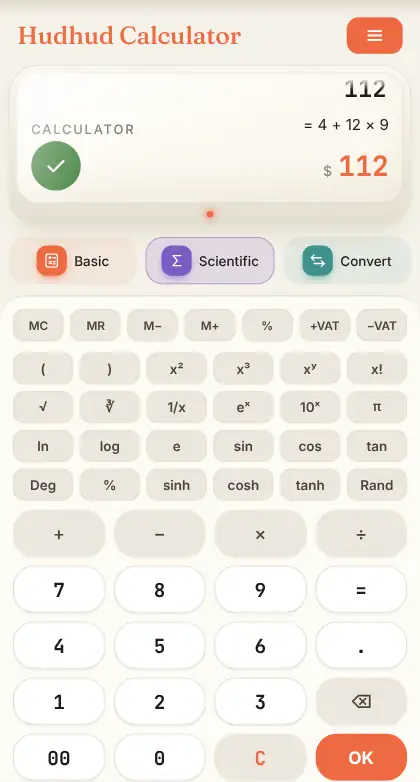 Hudhud Calculator
112
= 4 + 12 × 9
CALCULATOR
$ 112
Basic Scientific Convert
MC MR M− M+ % +VAT −VAT
( ) x² x³ xʸ x!
√ ∛ 1/x eˣ 10ˣ π
ln log e sin cos tan
Deg % sinh cosh tanh Rand
+ − × ÷
7 8 9 =
4 5 6 .
1 2 3
00 0 C OK